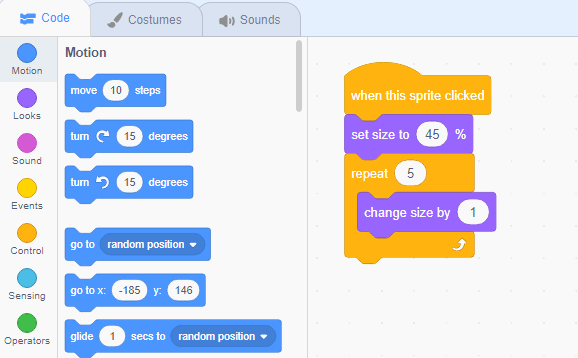 Code Costumes Sounds
Motion
Looks
Sound
Events
Control
Sensing
Operators
Motion
move 10 steps
turn 15 degrees
turn 15 degrees
go to random position
go to x: -185 y: 146
glide 1 secs to random position
when this sprite clicked
set size to 45 %
repeat 5
change size by 1